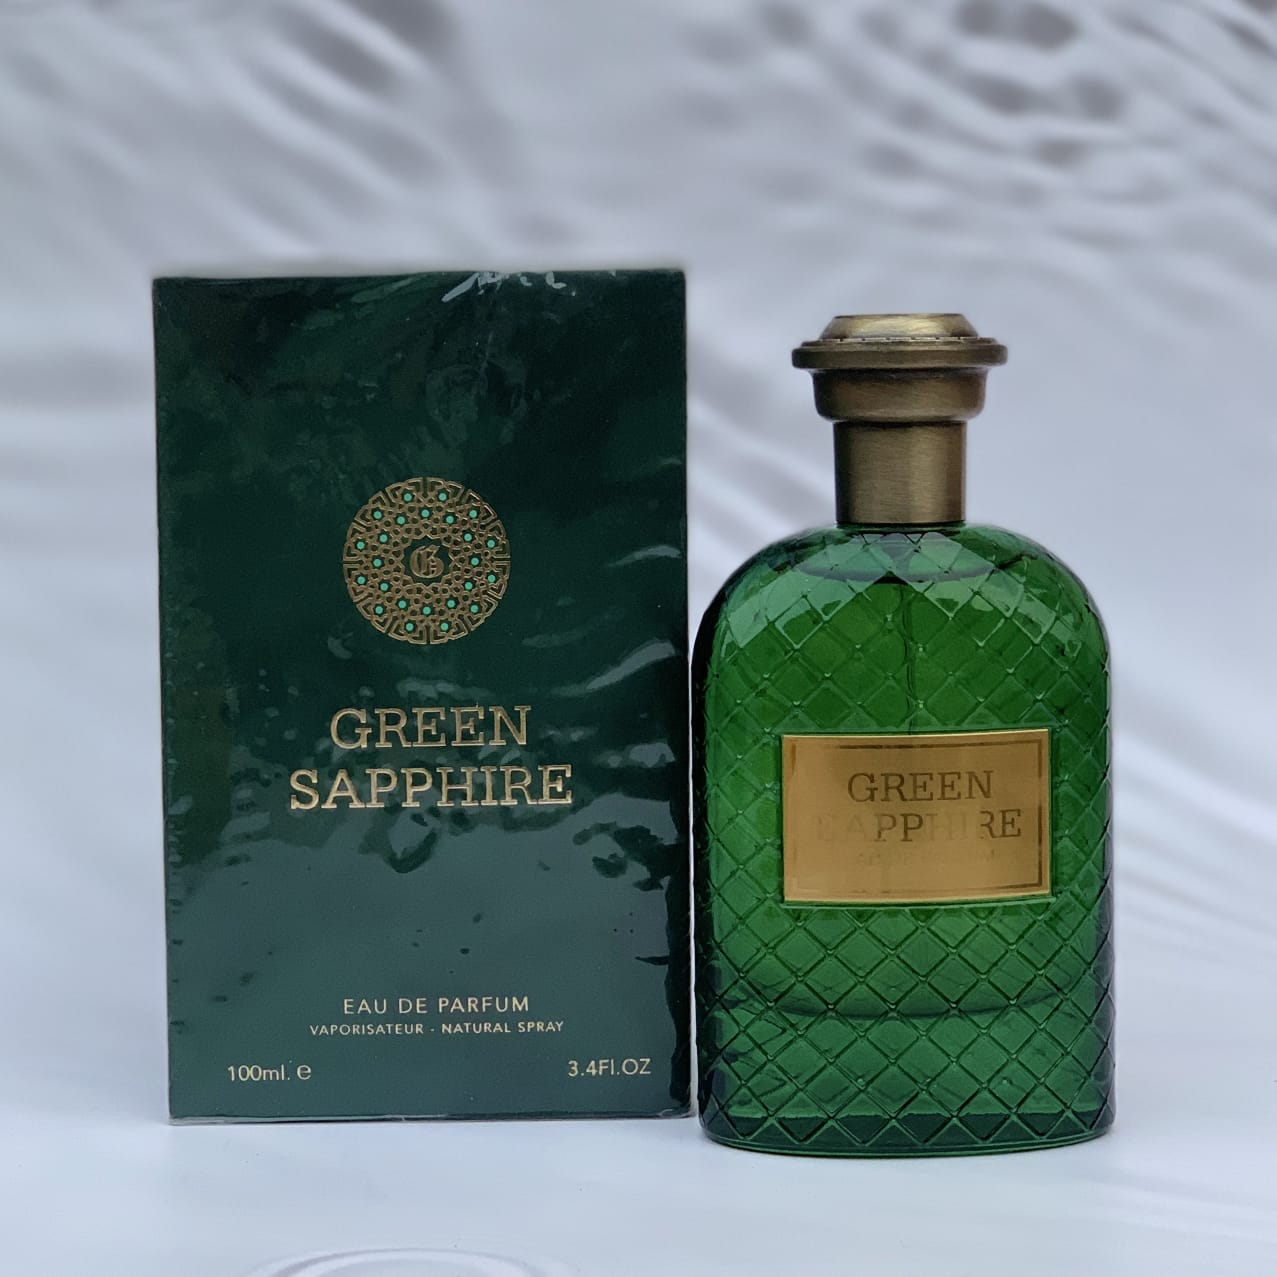 G
GREEN
SAPPHIRE
EAU DE PARFUM
VAPORISATEUR - NATURAL SPRAY
100ml. e
3.4Fl.OZ
GREEN
SAPPHIRE